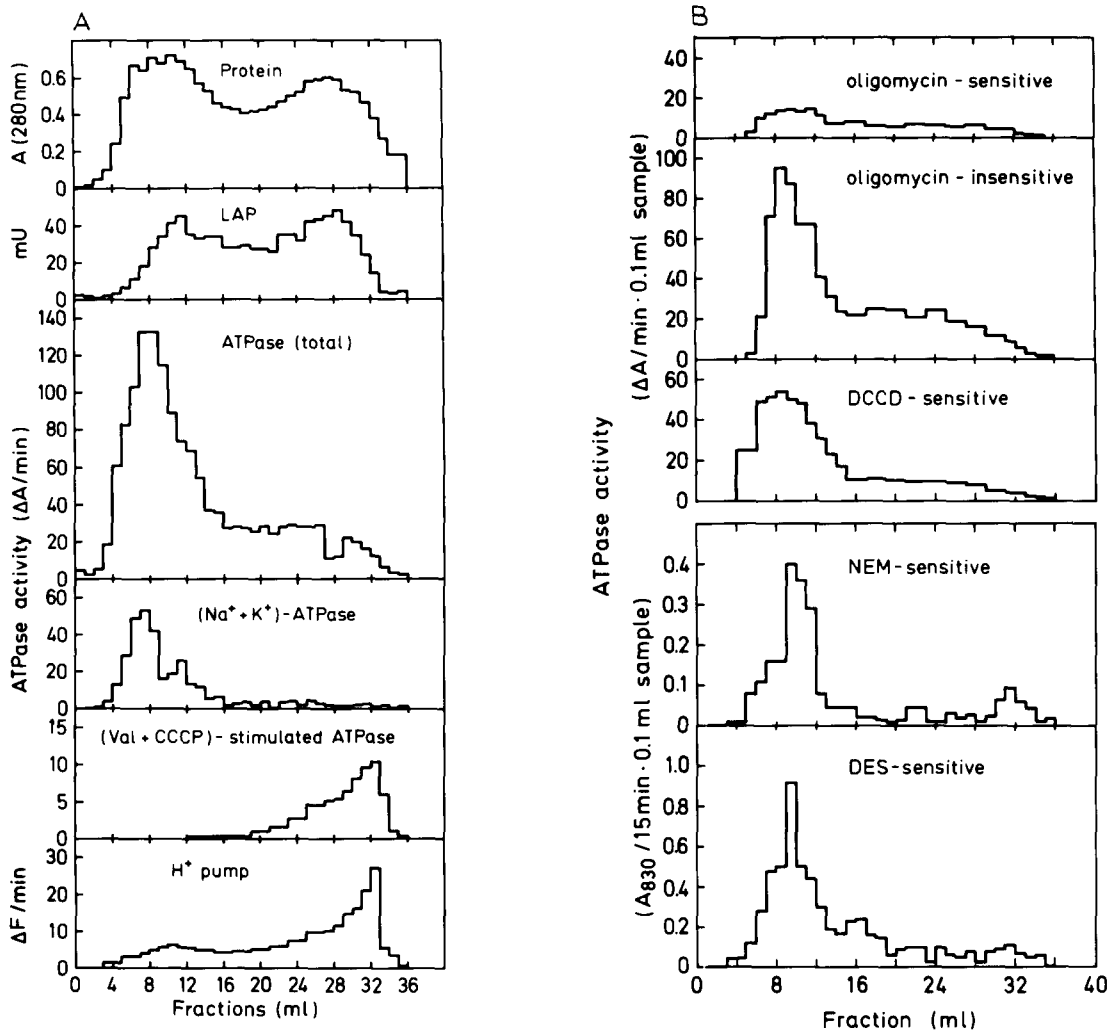 A
Protein
A (280nm)
0.6
0.4
0.2
0
LAP
mU
40
20
0
ATPase (total)
ATPase activity (ΔA/min)
140
120
100
80
60
40
20
0
(Na⁺ + K⁺) - ATPase
60
40
20
0
(Val + CCCP) - stimulated ATPase
15
10
5
0
H⁺ pump
ΔF/min
30
20
10
0
0 4 8 12 16 20 24 28 32 36
Fractions (ml)
B
oligomycin - sensitive
40
20
0
oligomycin - insensitive
ATPase activity
(ΔA/min · 0.1 ml sample)
100
80
60
40
20
0
DCCD - sensitive
60
40
20
0
NEM - sensitive
0.4
0.3
0.2
0.1
0
DES - sensitive
(A₈₃₀ / 15 min · 0.1 ml sample)
1.0
0.8
0.6
0.4
0.2
0
0 8 16 24 32 40
Fraction (ml)